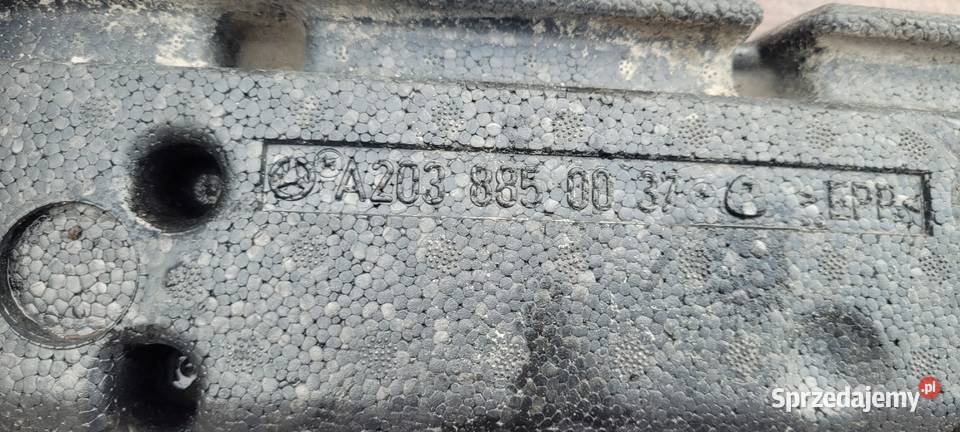 ® A203 885 00 37 G >EPP<
Sprzedajemy.pl